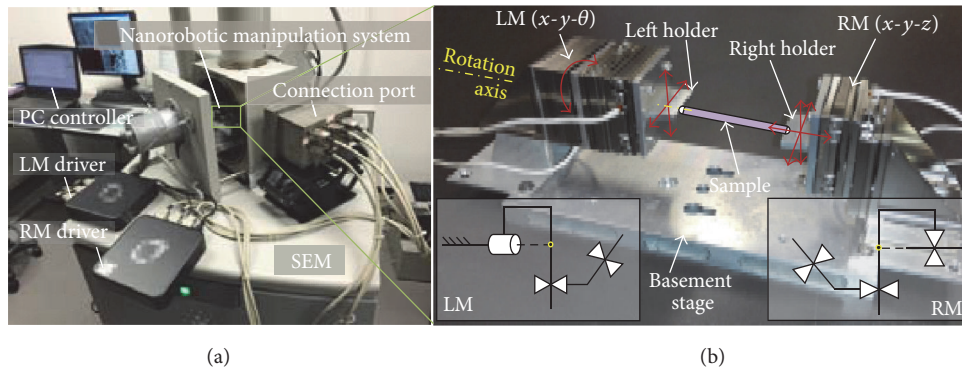 Nanorobotic manipulation system
Connection port
PC controller
LM driver
RM driver
SEM
(a)
LM (x-y-θ)
Left holder
RM (x-y-z)
Right holder
Rotation
axis
Sample
Basement
stage
LM
RM
(b)